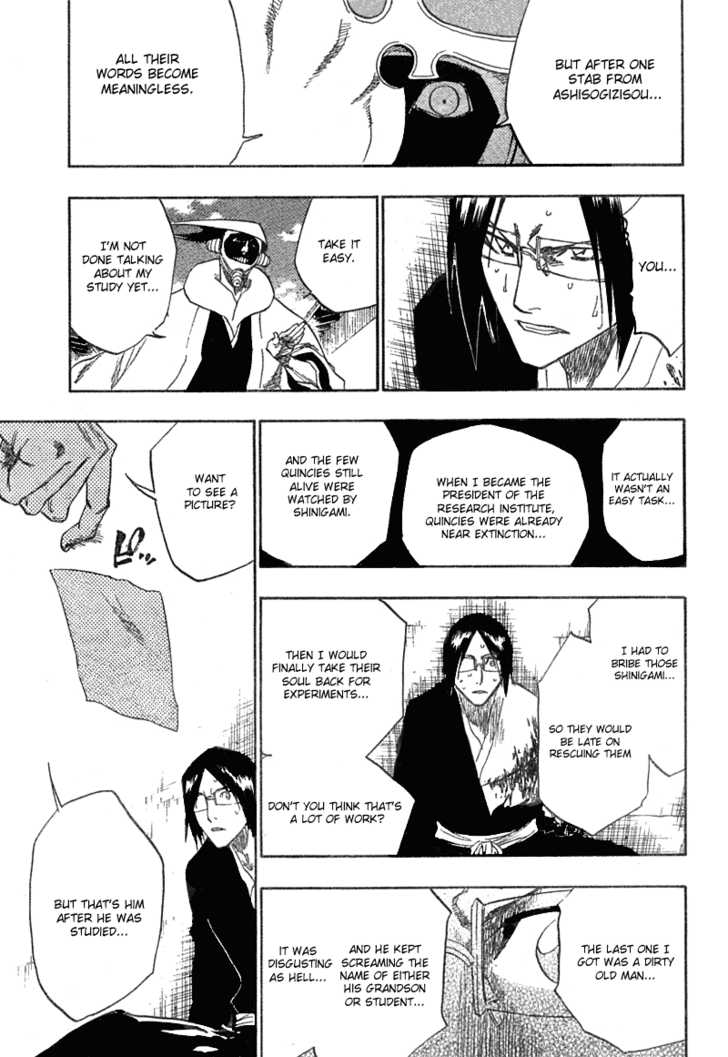 BUT AFTER ONE
STAB FROM
ASHISOGIZISOU...
ALL THEIR
WORDS BECOME
MEANINGLESS.
YOU...
TAKE IT
EASY.
I'M NOT
DONE TALKING
ABOUT MY
STUDY YET...
IT ACTUALLY
WASN'T AN
EASY TASK...
WHEN I BECAME THE
PRESIDENT OF THE
RESEARCH INSTITUTE,
QUINCIES WERE ALREADY
NEAR EXTINCTION...
AND THE FEW
QUINCIES STILL
ALIVE WERE
WATCHED BY
SHINIGAMI.
I HAD TO
BRIBE THOSE
SHINIGAMI...
SO THEY WOULD
BE LATE ON
RESCUING THEM
THEN I WOULD
FINALLY TAKE THEIR
SOUL BACK FOR
EXPERIMENTS...
DON'T YOU THINK THAT'S
A LOT OF WORK?
THE LAST ONE I
GOT WAS A DIRTY
OLD MAN...
AND HE KEPT
SCREAMING THE
NAME OF EITHER
HIS GRANDSON
OR STUDENT...
IT WAS
DISGUSTING
AS HELL...
WANT
TO SEE A
PICTURE?
BUT THAT'S HIM
AFTER HE WAS
STUDIED...